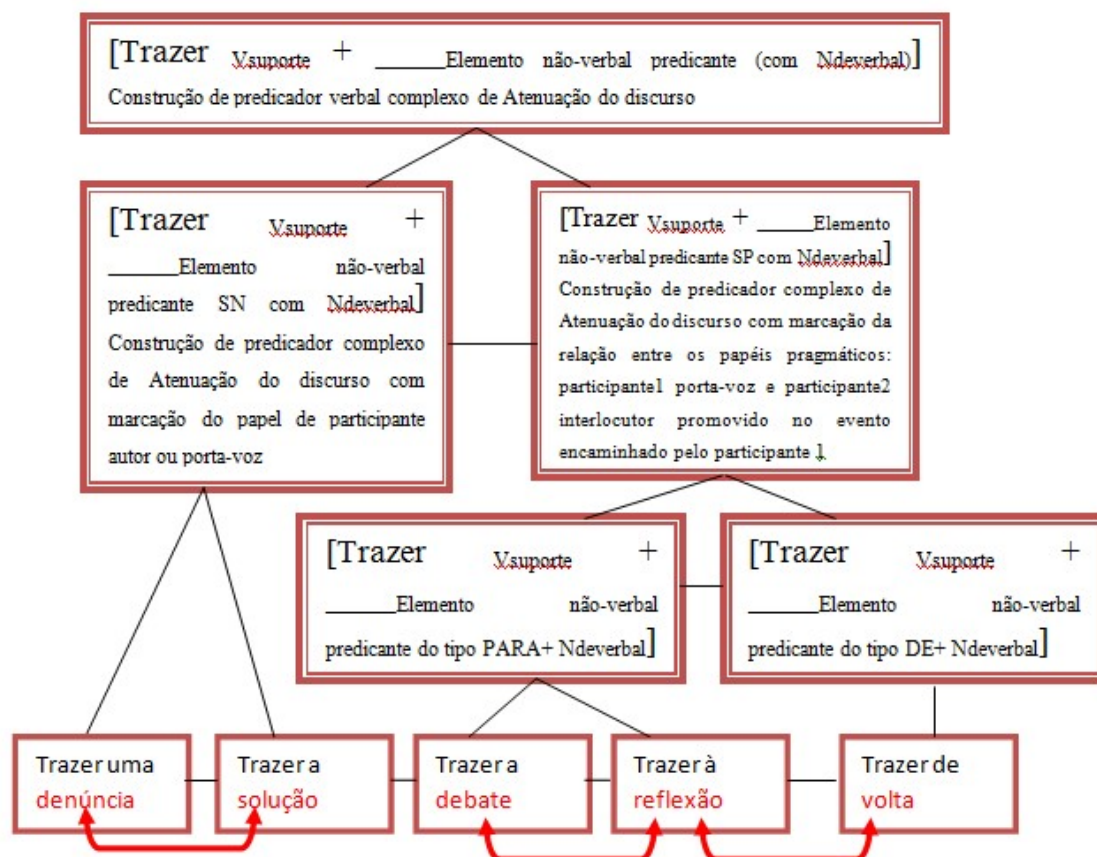 [Trazer Vsuporte + ______Elemento não-verbal predicante (com Ndeverbal)]
Construção de predicador verbal complexo de Atenuação do discurso
[Trazer Vsuporte +
______Elemento não-verbal
predicante SN com Ndeverbal]
Construção de predicador complexo
de Atenuação do discurso com
marcação do papel de participante
autor ou porta-voz
[Trazer Vsuporte + ______Elemento
não-verbal predicante SP com Ndeverbal]
Construção de predicador complexo de
Atenuação do discurso com marcação da
relação entre os papéis pragmáticos:
participante1 porta-voz e participante2
interlocutor promovido no evento
encaminhado pelo participante 1.
[Trazer Vsuporte +
______Elemento não-verbal
predicante do tipo PARA+ Ndeverbal]
[Trazer Vsuporte +
______Elemento não-verbal
predicante do tipo DE+ Ndeverbal]
Trazer uma
denúncia
Trazer a
solução
Trazer a
debate
Trazer à
reflexão
Trazer de
volta